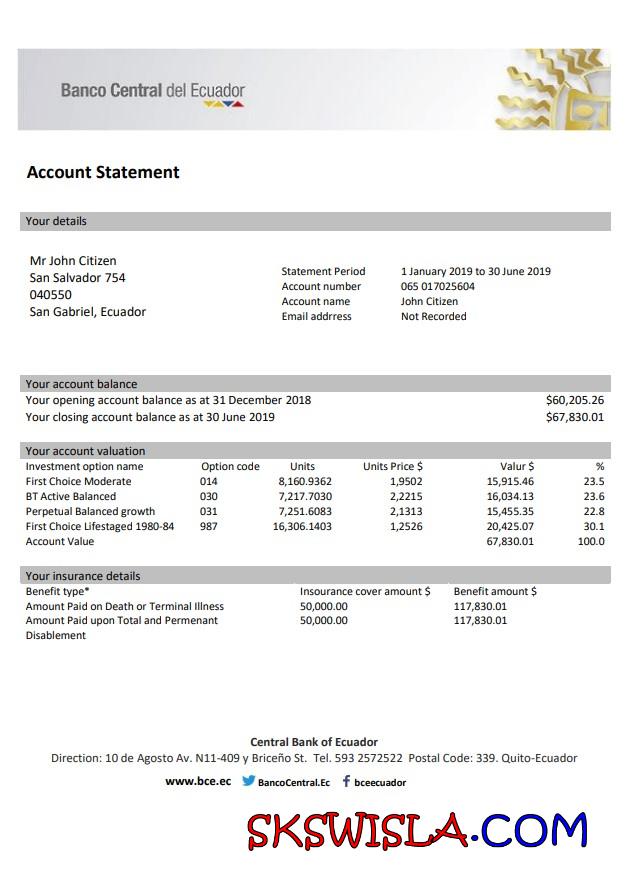 Banco Central del Ecuador
Account Statement
Your details
Mr John Citizen
San Salvador 754
040550
San Gabriel, Ecuador
Statement Period 1 January 2019 to 30 June 2019
Account number 065 017025604
Account name John Citizen
Email adrress Not Recorded
Your account balance
Your opening account balance as at 31 December 2018 $60,205.26
Your closing account balance as at 30 June 2019 $67,830.01
Your account valuation
Investment option name Option code Units Units Price $ Valur $ %
First Choice Moderate 014 8,160.9362 1,9502 15,915.46 23.5
BT Active Balanced 030 7,217.7030 2,2215 16,034.13 23.6
Perpetual Balanced growth 031 7,251.6083 2,1313 15,455.35 22.8
First Choice Lifestaged 1980-84 987 16,306.1403 1,2526 20,425.07 30.1
Account Value 67,830.01 100.0
Your insurance details
Benefit type* Insourance cover amount $ Benefit amount $
Amount Paid on Death or Terminal Illness 50,000.00 117,830.01
Amount Paid upon Total and Permenant 50,000.00 117,830.01
Disablement
Central Bank of Ecuador
Direction: 10 de Agosto Av. N11-409 y Briceño St. Tel. 593 2572522 Postal Code: 339. Quito-Ecuador
www.bce.ec BancoCentral.Ec bceecuador
SKSWISLA.COM